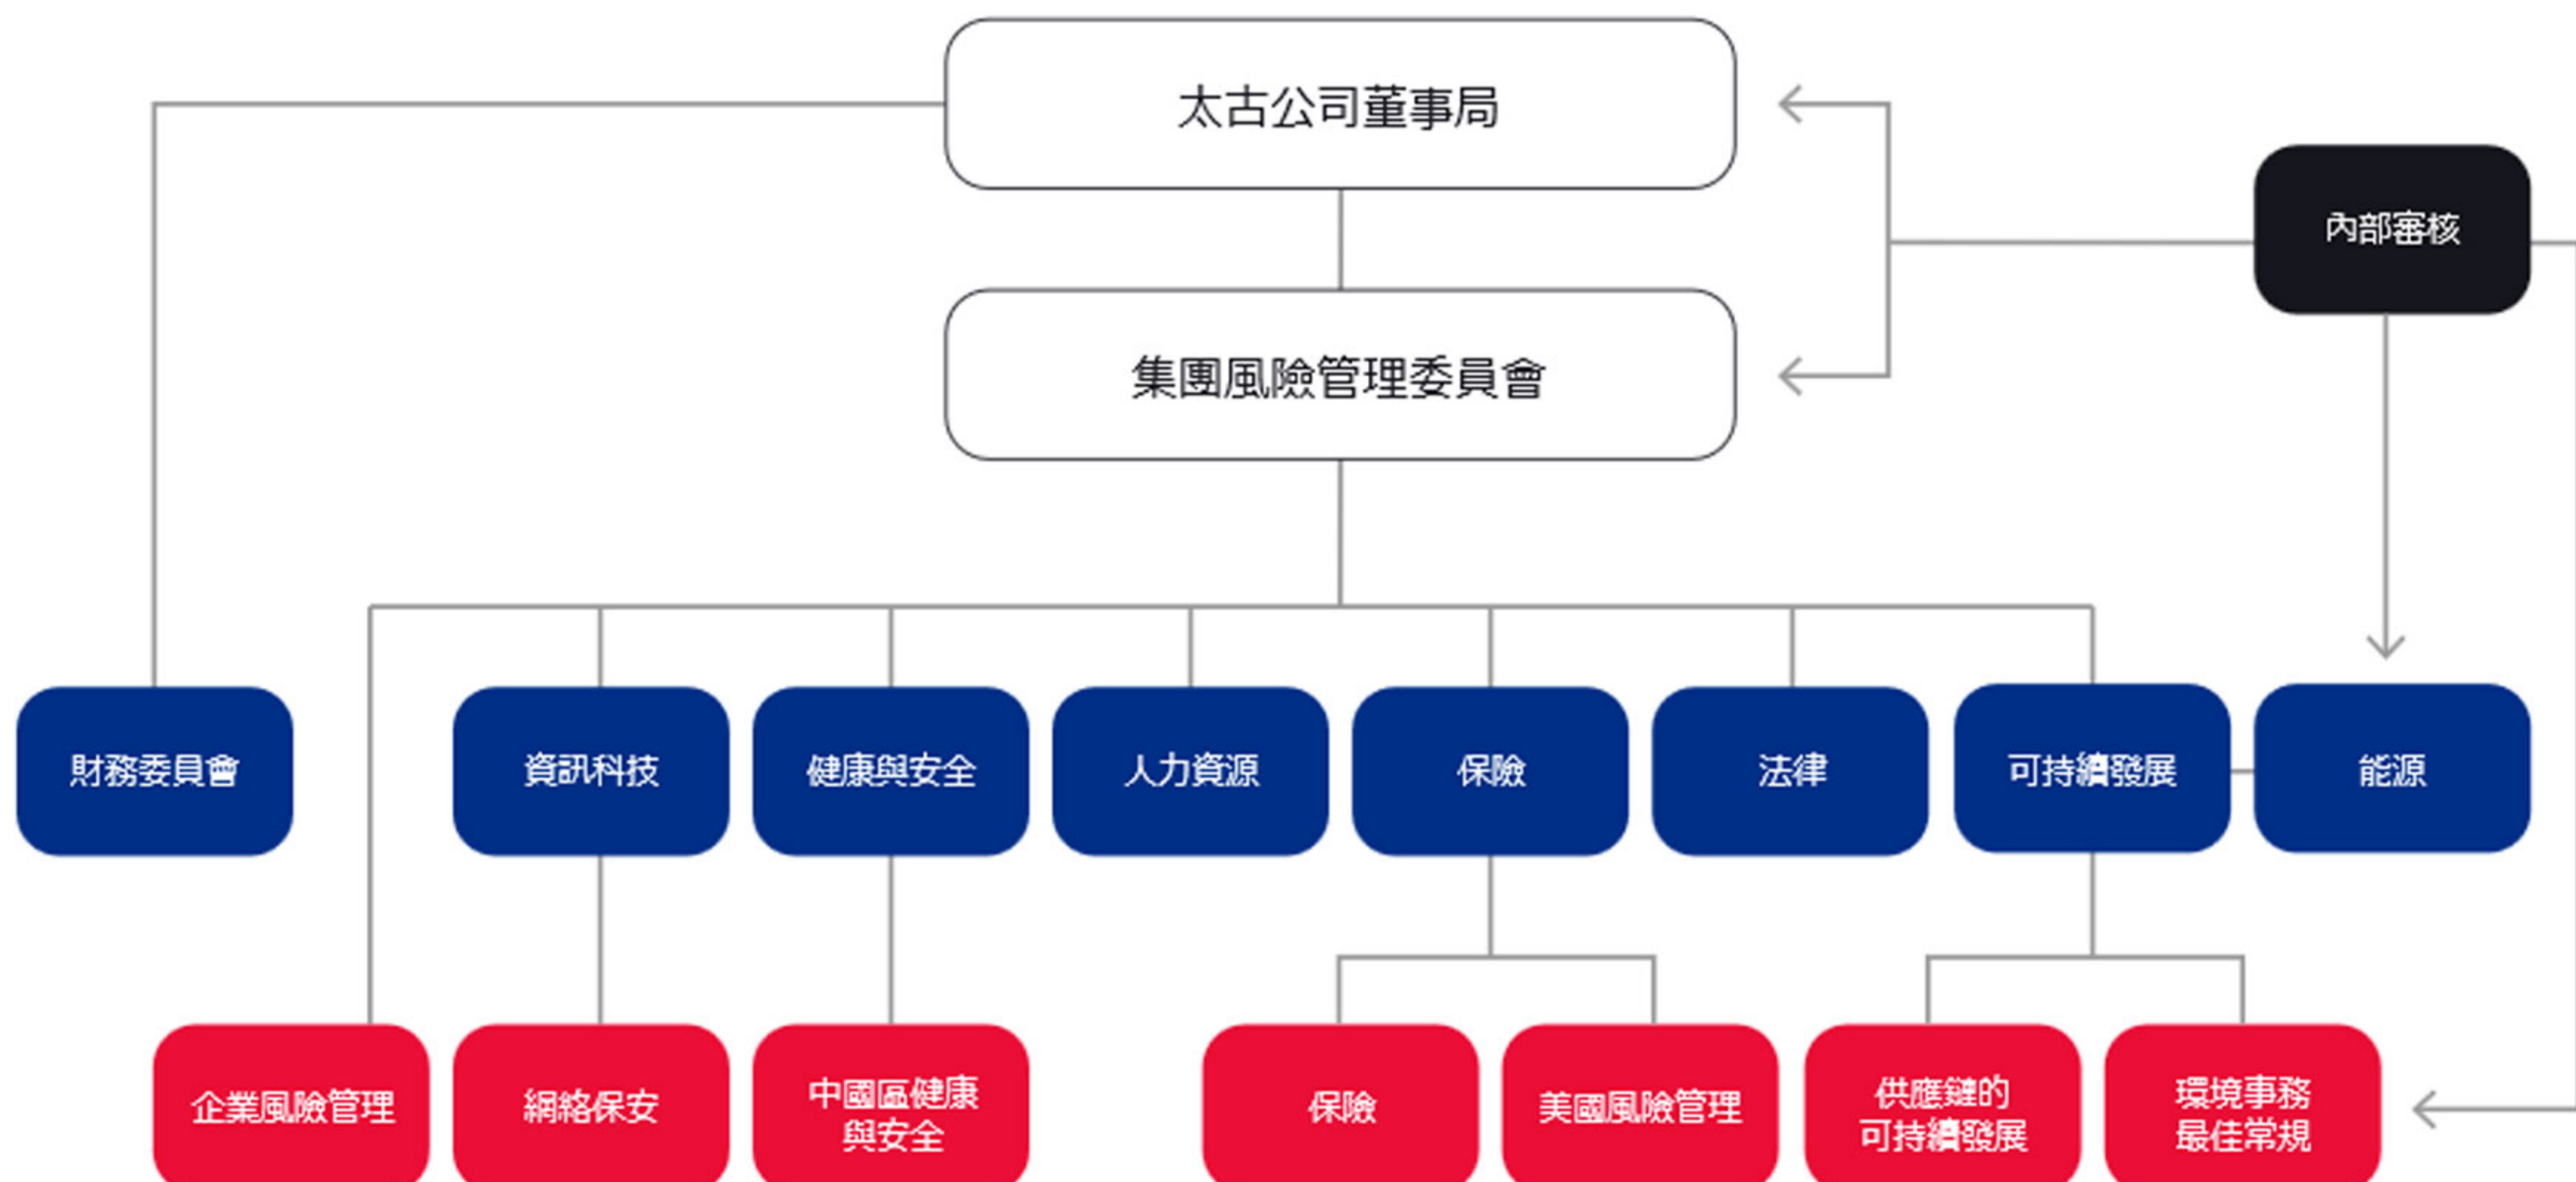 太古公司董事局
內部審核
集團風險管理委員會
財務委員會
資訊科技
健康與安全
人力資源
保險
法律
可持續發展
能源
企業風險管理
網絡保安
中國區健康
與安全
保險
美國風險管理
供應鏈的
可持續發展
環境事務
最佳常規